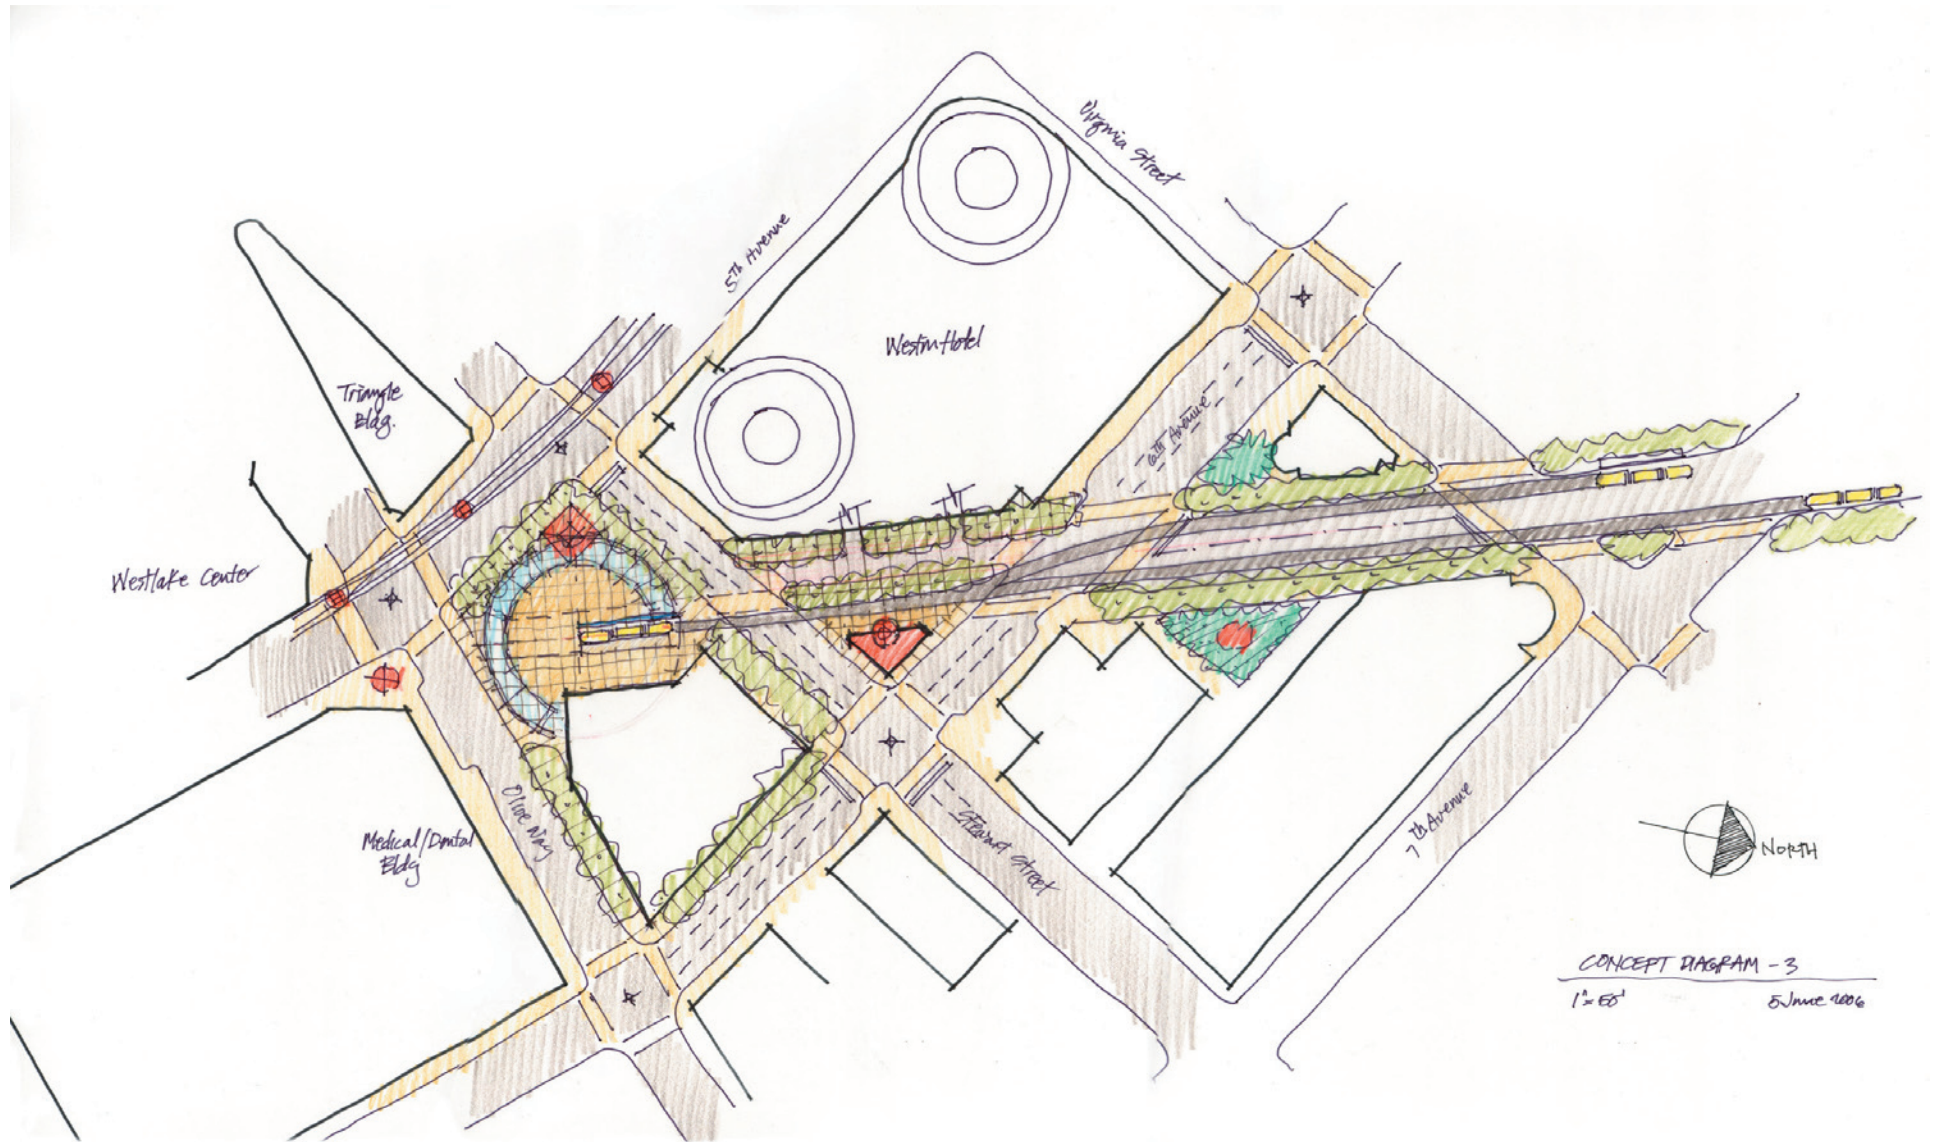 Virginia Street
5th Avenue
Westin Hotel
Triangle
Bldg.
6th Avenue
Westlake Center
Olive Way
Medical/Dental
Bldg
Stewart Street
7th Avenue
NORTH
CONCEPT DIAGRAM - 3
1"=50'
5 June 2006